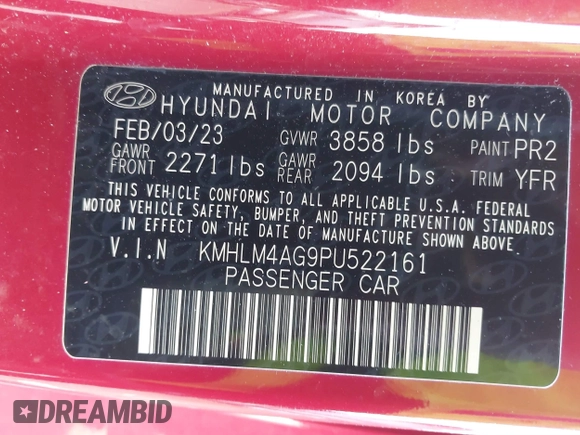 MANUFACTURED IN KOREA BY
HYUNDAI MOTOR COMPANY
FEB/03/23 GVWR 3858 lbs PAINT PR2
GAWR FRONT 2271 lbs GAWR REAR 2094 lbs TRIM YFR
THIS VEHICLE CONFORMS TO ALL APPLICABLE U.S.A. FEDERAL
MOTOR VEHICLE SAFETY, BUMPER, AND THEFT PREVENTION STANDARDS
IN EFFECT ON THE DATE OF MANUFACTURE SHOWN ABOVE.
V.I.N KMHLM4AG9PU522161
PASSENGER CAR
DREAMBID